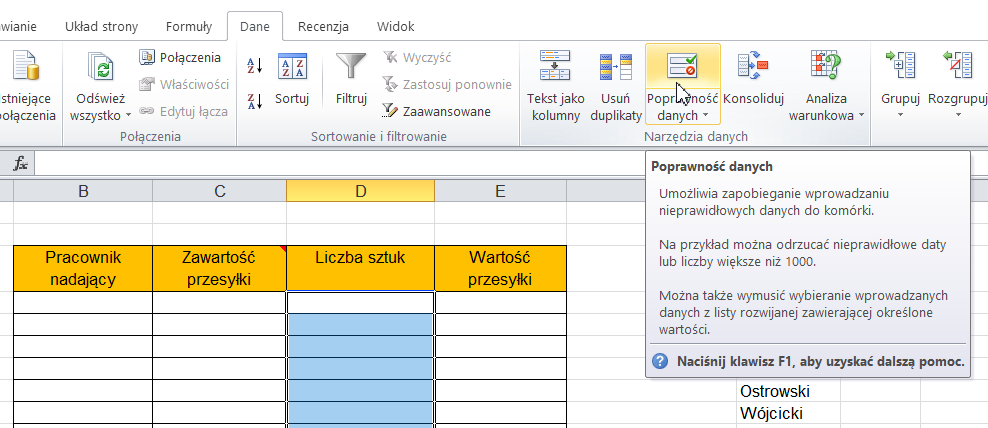 wianie Układ strony Formuły Dane Recenzja Widok
stniejące
ołączenia
Odśwież
wszystko
Połączenia
Właściwości
Edytuj łącza
Połączenia
A Z
Z A
A Z
Z A
Sortuj
Filtruj
Wyczyść
Zastosuj ponownie
Zaawansowane
Sortowanie i filtrowanie
Tekst jako
kolumny
Usuń
duplikaty
Poprawność
danych
Konsoliduj
Analiza
warunkowa
Narzędzia danych
Grupuj
Rozgrupuj
fx
B C D E
Pracownik
nadający
Zawartość
przesyłki
Liczba sztuk
Wartość
przesyłki
Poprawność danych
Umożliwia zapobieganie wprowadzaniu
nieprawidłowych danych do komórki.
Na przykład można odrzucać nieprawidłowe daty
lub liczby większe niż 1000.
Można także wymusić wybieranie wprowadzanych
danych z listy rozwijanej zawierającej określone
wartości.
Naciśnij klawisz F1, aby uzyskać dalszą pomoc.
Ostrowski
Wójcicki